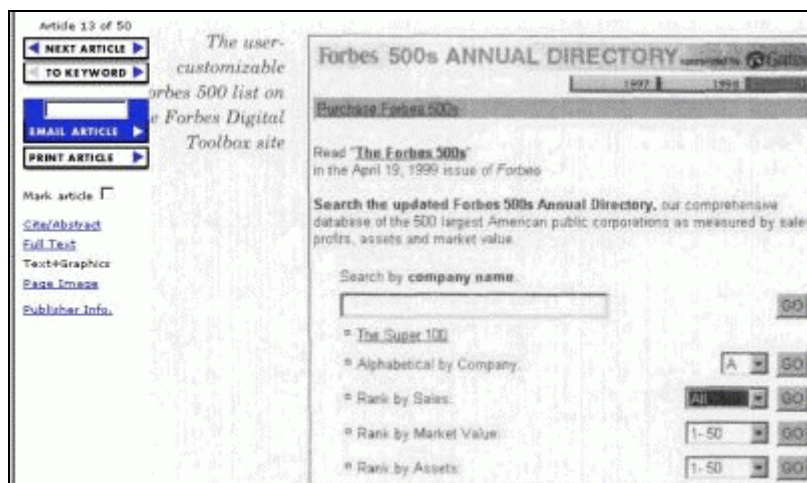 Article 13 of 50
NEXT ARTICLE
TO KEYWORD
EMAIL ARTICLE
PRINT ARTICLE
Mark article
Cite/Abstract
Full Text
Text+Graphics
Page Image
Publisher Info.
The user-
customizable
orbes 500 list on
e Forbes Digital
Toolbox site
Forbes 500s ANNUAL DIRECTORY
1997 1998
Purchase Forbes 500s
Read "The Forbes 500s"
in the April 19, 1999 issue of Forbes
Search the updated Forbes 500s Annual Directory, our comprehensive
database of the 500 largest American public corporations as measured by sale
profits, assets and market value.
Search by company name:
GO
The Super 100
Alphabetical by Company: A GO
Rank by Sales: All GO
Rank by Market Value: 1-50 GO
Rank by Assets: 1-50 GO